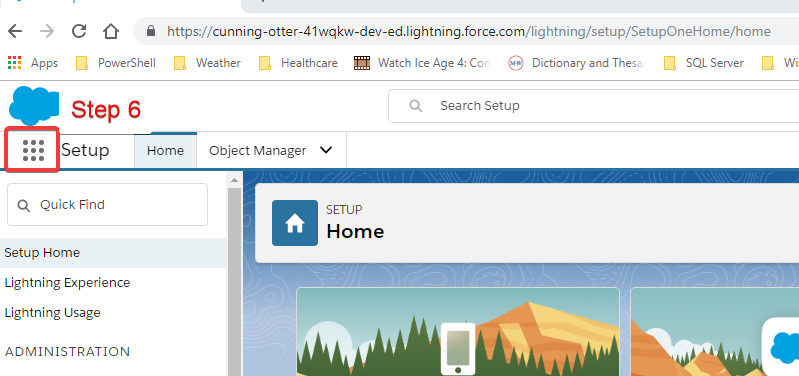 https://cunning-otter-41wqkw-dev-ed.lightning.force.com/lightning/setup/SetupOneHome/home
Apps PowerShell Weather Healthcare Watch Ice Age 4: Con Dictionary and Thesa SQL Server Wi
Step 6
Search Setup
Setup Home Object Manager
Quick Find
SETUP
Home
Setup Home
Lightning Experience
Lightning Usage
ADMINISTRATION